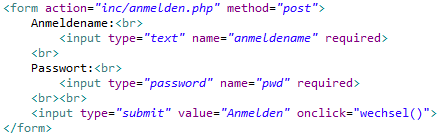 <form action="inc/anmelden.php" method="post">
Anmeldename:<br>
<input type="text" name="anmeldename" required>
<br>
Passwort:<br>
<input type="password" name="pwd" required>
<br><br>
<input type="submit" value="Anmelden" onclick="wechsel()">
</form>